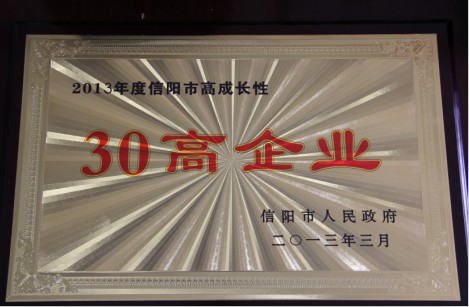 2013年度信阳市高成长性
30高企业
信阳市人民政府
二〇一三年三月